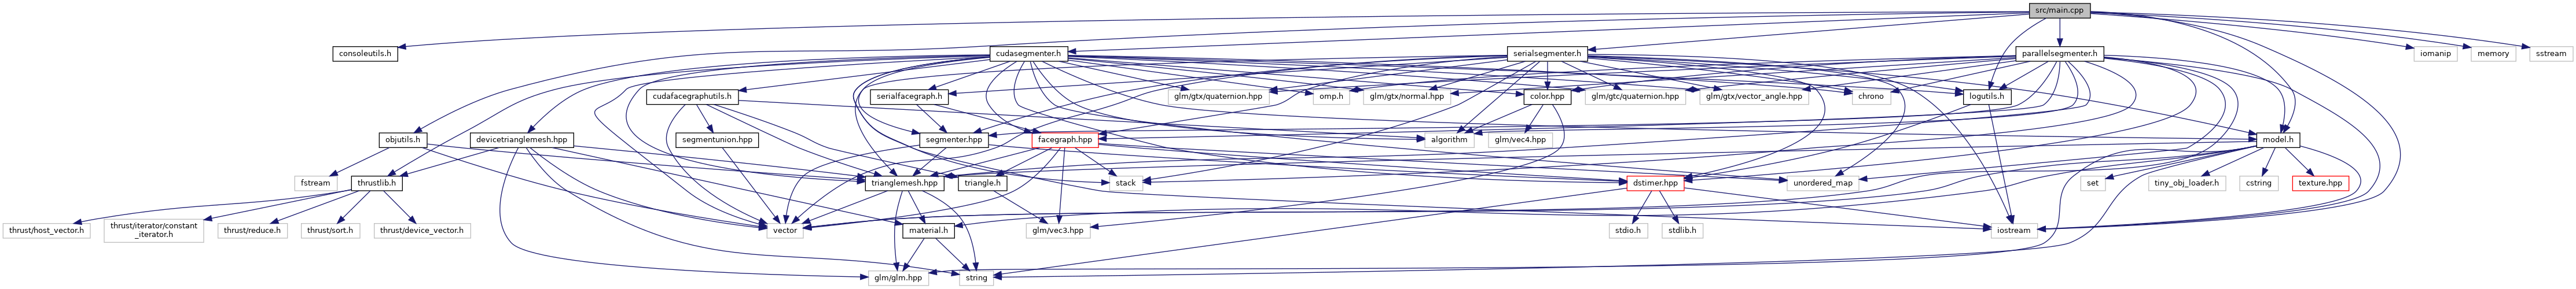 src/main.cpp
consoleutils.h
cudasegmenter.h
serialsegmenter.h
parallelsegmenter.h
iomanip
memory
sstream
cudafacegraphutils.h
serialfacegraph.h
glm/gtx/quaternion.hpp
omp.h
glm/gtx/normal.hpp
color.hpp
glm/gtc/quaternion.hpp
glm/gtx/vector_angle.hpp
chrono
logutils.h
objutils.h
devicetrianglemesh.hpp
segmentunion.hpp
segmenter.hpp
facegraph.hpp
algorithm
glm/vec4.hpp
model.h
fstream
thrustlib.h
trianglemesh.hpp
triangle.h
stack
dstimer.hpp
unordered_map
set
tiny_obj_loader.h
cstring
texture.hpp
thrust/host_vector.h
thrust/iterator/constant
_iterator.h
thrust/reduce.h
thrust/sort.h
thrust/device_vector.h
vector
material.h
glm/vec3.hpp
stdio.h
stdlib.h
iostream
glm/glm.hpp
string